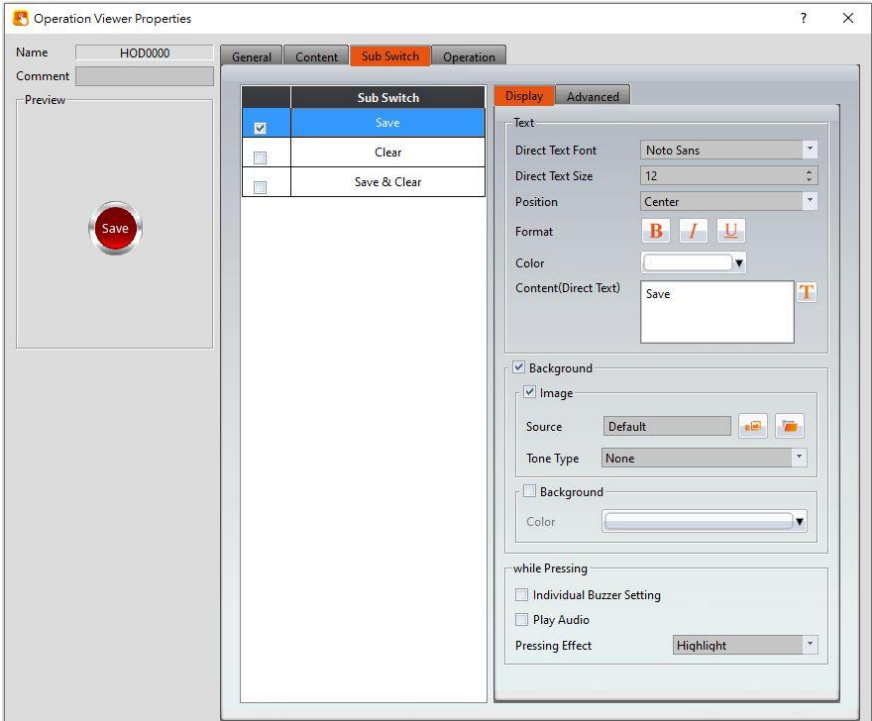 Operation Viewer Properties ?
Name HOD0000
Comment
Preview
Save
General Content Sub Switch Operation
Sub Switch
Save
Clear
Save & Clear
Display Advanced
Text
Direct Text Font Noto Sans
Direct Text Size 12
Position Center
Format B I U
Color
Content(Direct Text) Save T
Background
Image
Source Default
Tone Type None
Background
Color
while Pressing
Individual Buzzer Setting
Play Audio
Pressing Effect Highlight